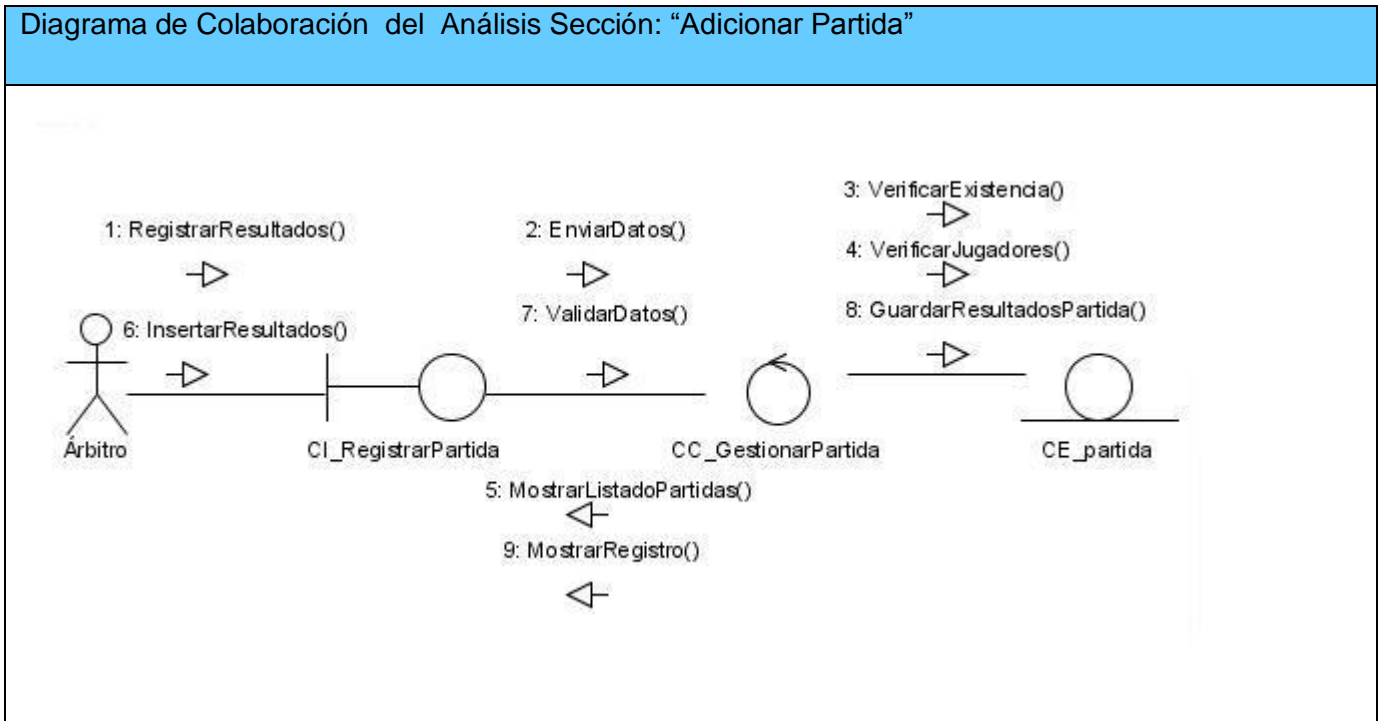 Diagrama de Colaboración del Análisis Sección: “Adicionar Partida”
3: VerificarExistencia()
1: RegistrarResultados()
2: EnviarDatos()
4: VerificarJugadores()
6: InsertarResultados()
7: ValidarDatos()
8: GuardarResultadosPartida()
Árbitro
CI_RegistrarPartida
CC_GestionarPartida
CE_partida
5: MostrarListadoPartidas()
9: MostrarRegistro()